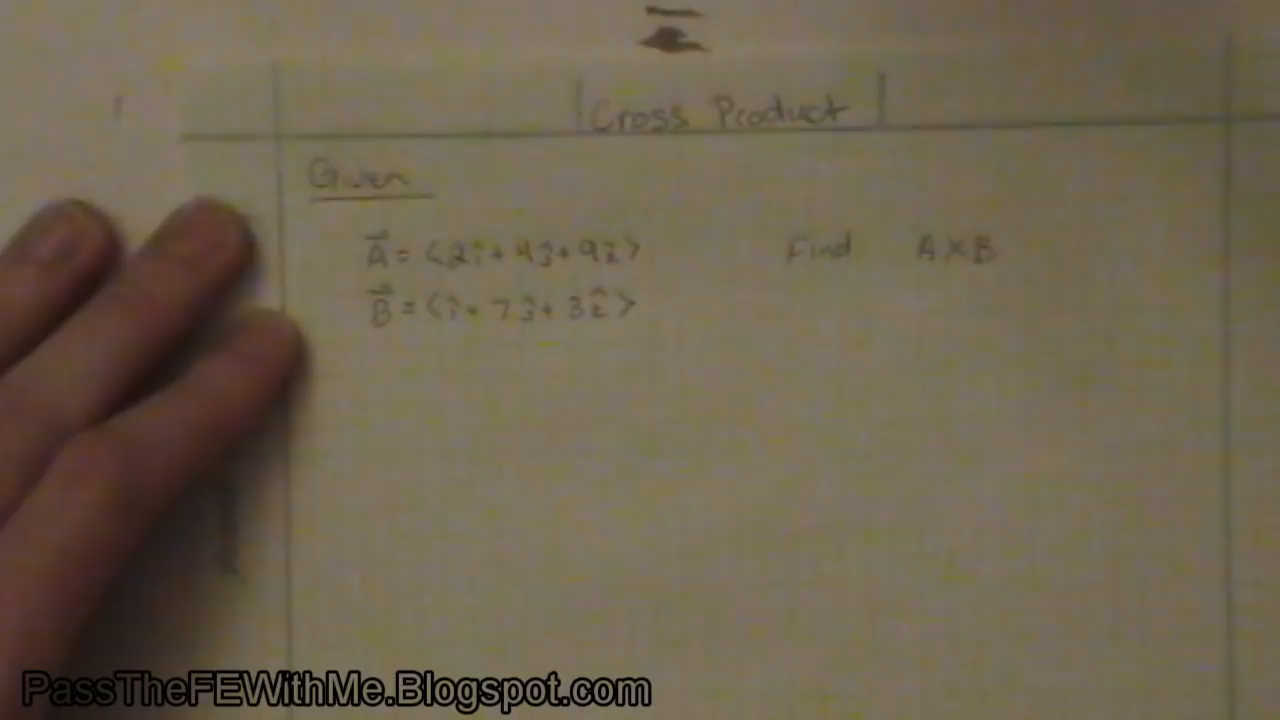 Cross Product
Given
A⃗ = <2î + 4ĵ + 9k̂> Find A×B
B⃗ = <î + 7ĵ + 3k̂>
PassTheFEWithMe.Blogspot.com